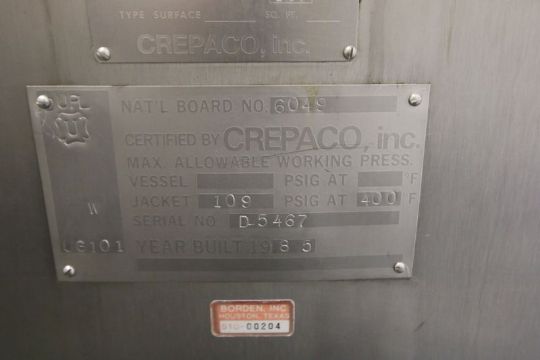 TYPE SURFACE SQ. FT.
CREPACO, inc.
NAT'L BOARD NO. 6049
CERTIFIED BY CREPACO, inc.
MAX. ALLOWABLE WORKING PRESS.
VESSEL PSIG AT °F
JACKET 109 PSIG AT 400 °F
W
SERIAL NO D-5467
YEAR BUILT 1985
BORDEN, INC
HOUSTON, TEXAS
00204